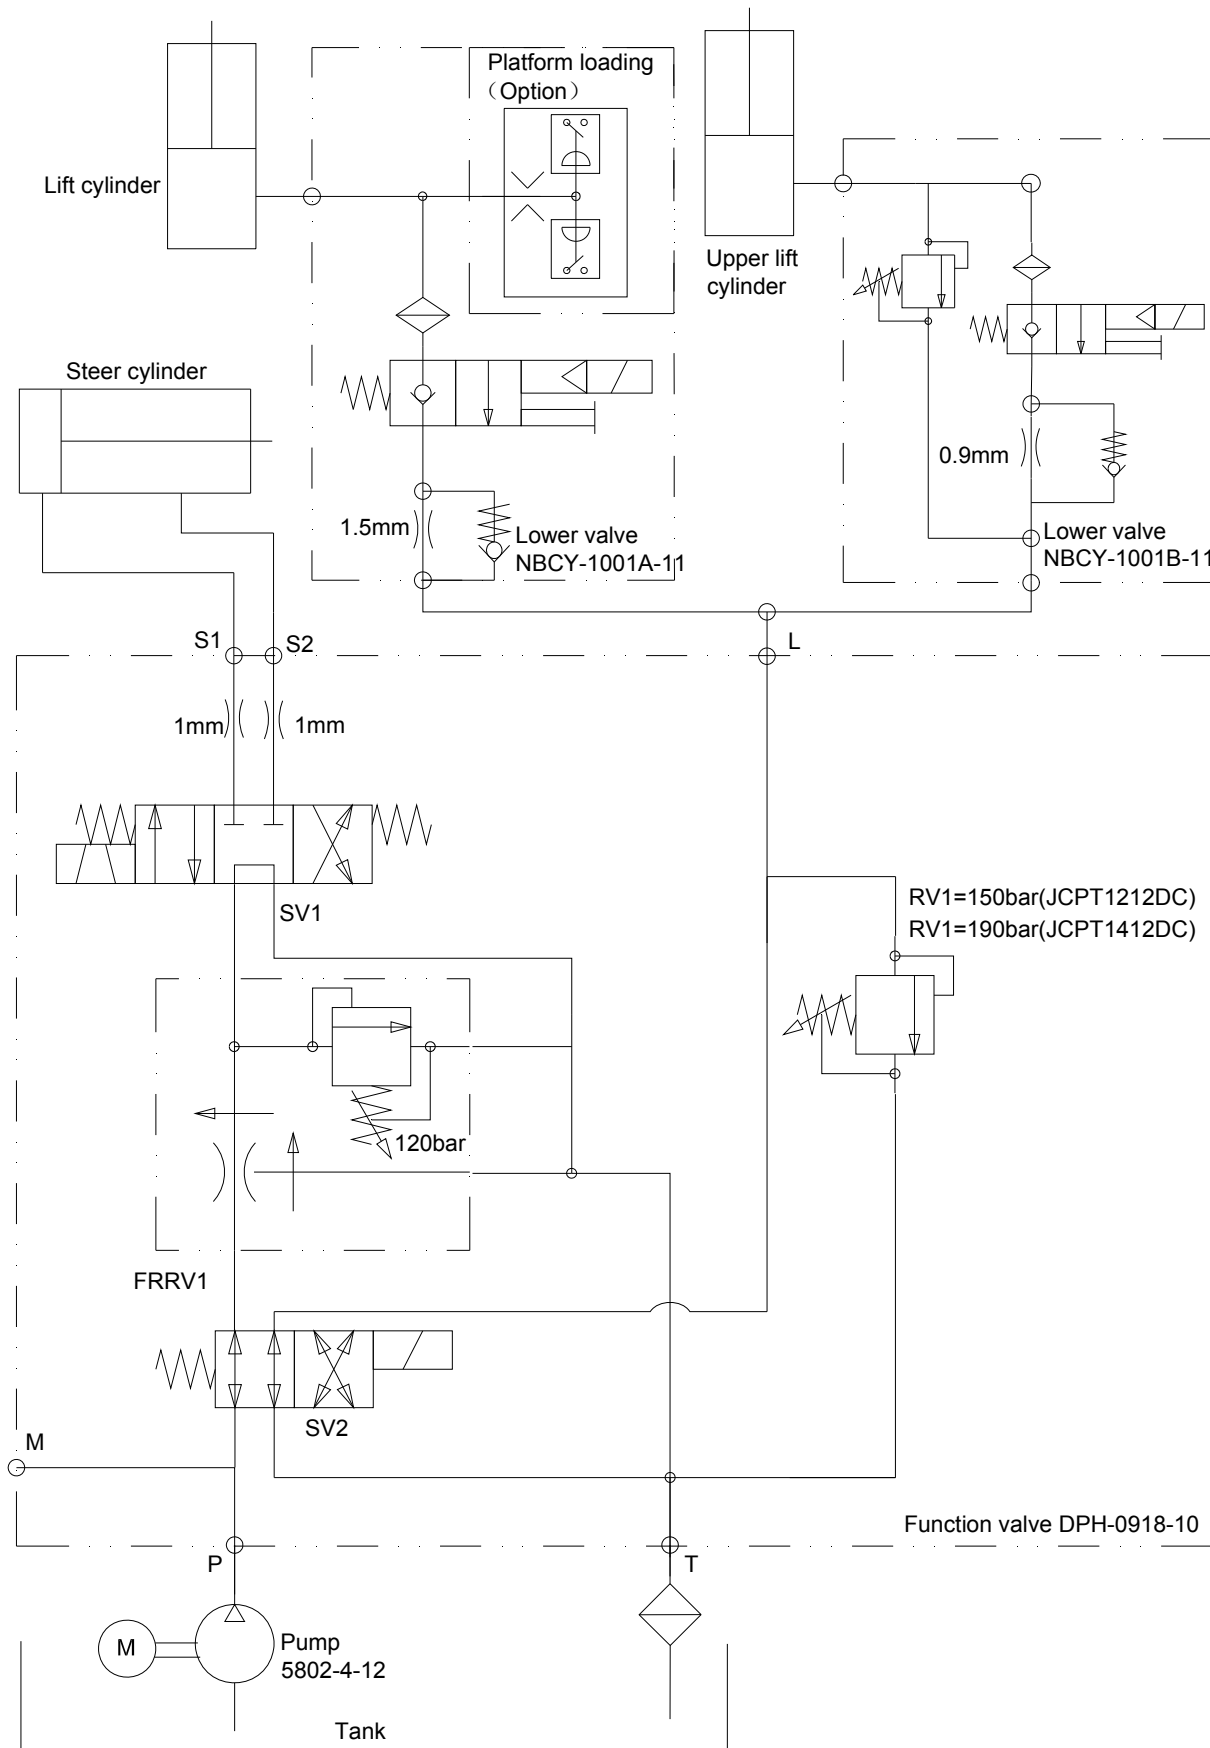 Platform loading
（Option）
Lift cylinder
Upper lift
cylinder
Steer cylinder
0.9mm
1.5mm
Lower valve
NBCY-1001A-11
Lower valve
NBCY-1001B-11
S1
S2
L
1mm
1mm
SV1
RV1=150bar(JCPT1212DC)
RV1=190bar(JCPT1412DC)
120bar
FRRV1
SV2
M
Function valve DPH-0918-10
P
T
M
Pump
5802-4-12
Tank